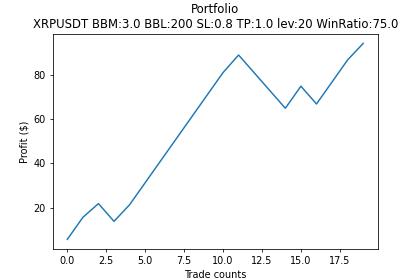 Portfolio
XRPUSDT BBM:3.0 BBL:200 SL:0.8 TP:1.0 lev:20 WinRatio:75.0
80
60
40
20
Profit ($)
0.0 2.5 5.0 7.5 10.0 12.5 15.0 17.5
Trade counts